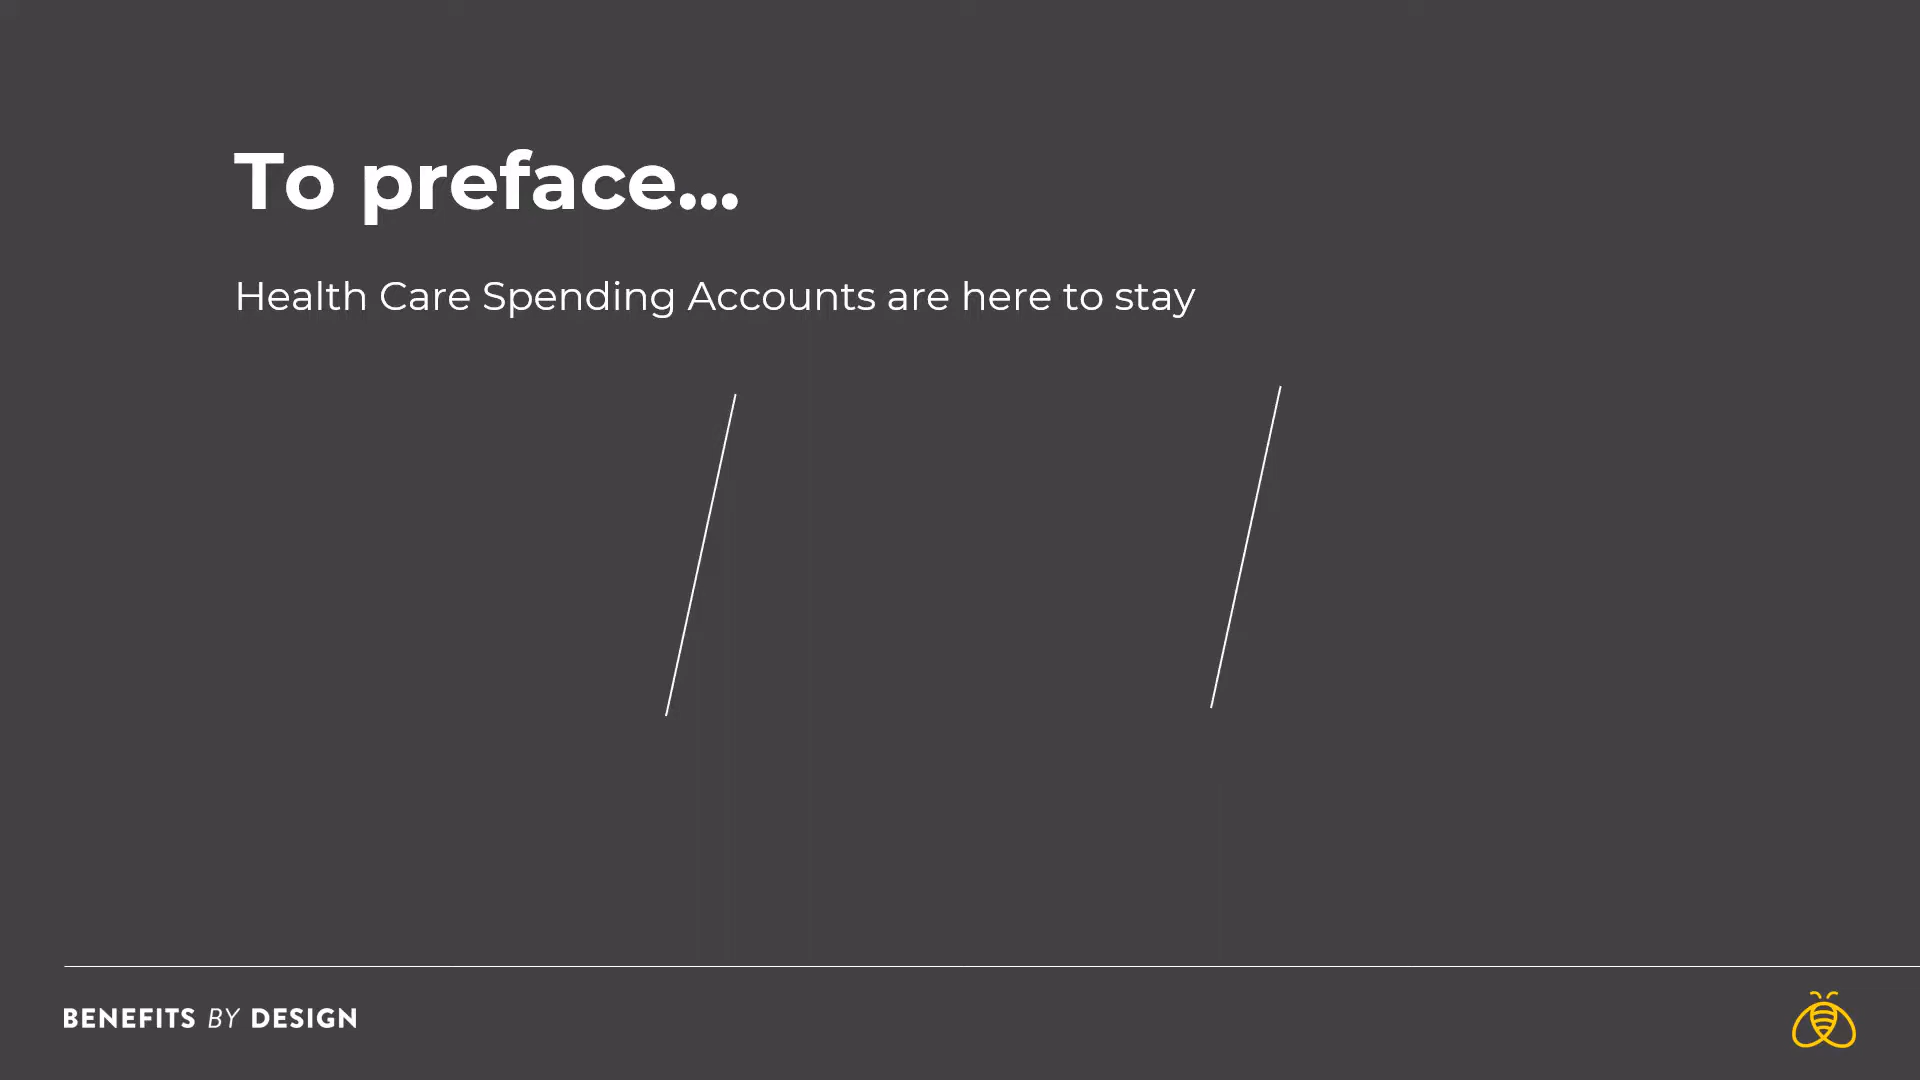 To preface...
Health Care Spending Accounts are here to stay
BENEFITS BY DESIGN